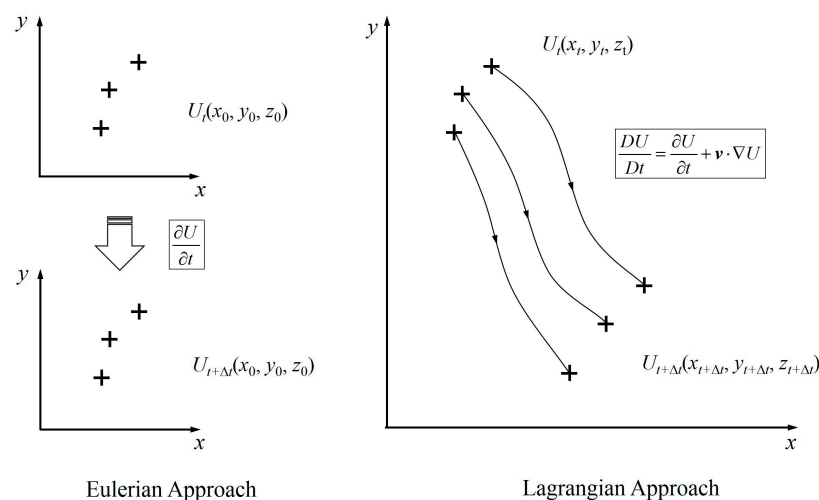 y
U_t(x_0, y_0, z_0)
x
∂U/∂t
y
U_{t+Δt}(x_0, y_0, z_0)
x
Eulerian Approach
y
U_t(x_t, y_t, z_t)
DU/Dt = ∂U/∂t + v·∇U
U_{t+Δt}(x_{t+Δt}, y_{t+Δt}, z_{t+Δt})
x
Lagrangian Approach